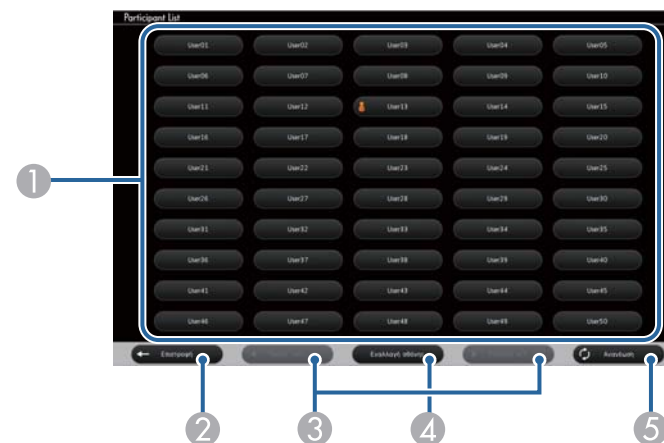 Participant List
User01 User02 User03 User04 User05
User06 User07 User08 User09 User10
User11 User12 User13 User14 User15
User16 User17 User18 User19 User20
User21 User22 User23 User24 User25
1
User26 User27 User28 User29 User30
User31 User32 User33 User34 User35
User36 User37 User38 User39 User40
User41 User42 User43 User44 User45
User46 User47 User48 User49 User50
Επιστροφή Εναλλαγή Ανανέωση
2 3 4 5